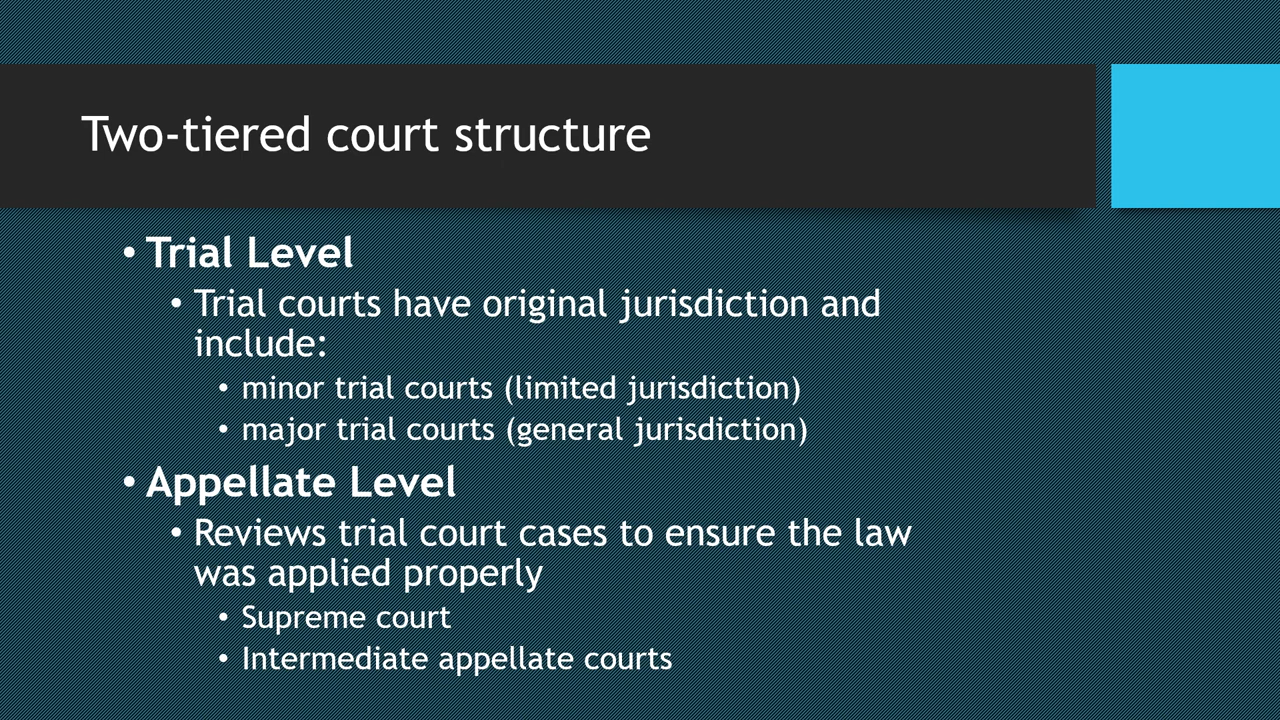 Two-tiered court structure
• Trial Level
• Trial courts have original jurisdiction and
include:
• minor trial courts (limited jurisdiction)
• major trial courts (general jurisdiction)
• Appellate Level
• Reviews trial court cases to ensure the law
was applied properly
• Supreme court
• Intermediate appellate courts